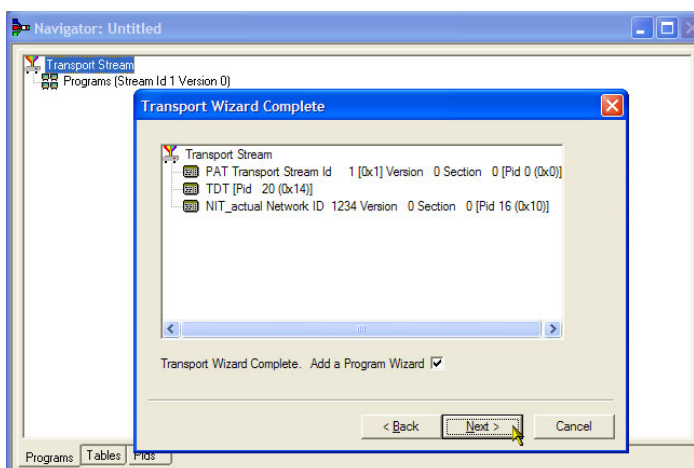 Navigator: Untitled
Transport Stream
Programs (Stream Id 1 Version 0)
Transport Wizard Complete
Transport Stream
PAT Transport Stream Id 1 [0x1] Version 0 Section 0 [Pid 0 (0x0)]
TDT [Pid 20 (0x14)]
NIT_actual Network ID 1234 Version 0 Section 0 [Pid 16 (0x10)]
Transport Wizard Complete. Add a Program Wizard
< Back Next > Cancel
Programs Tables Pids